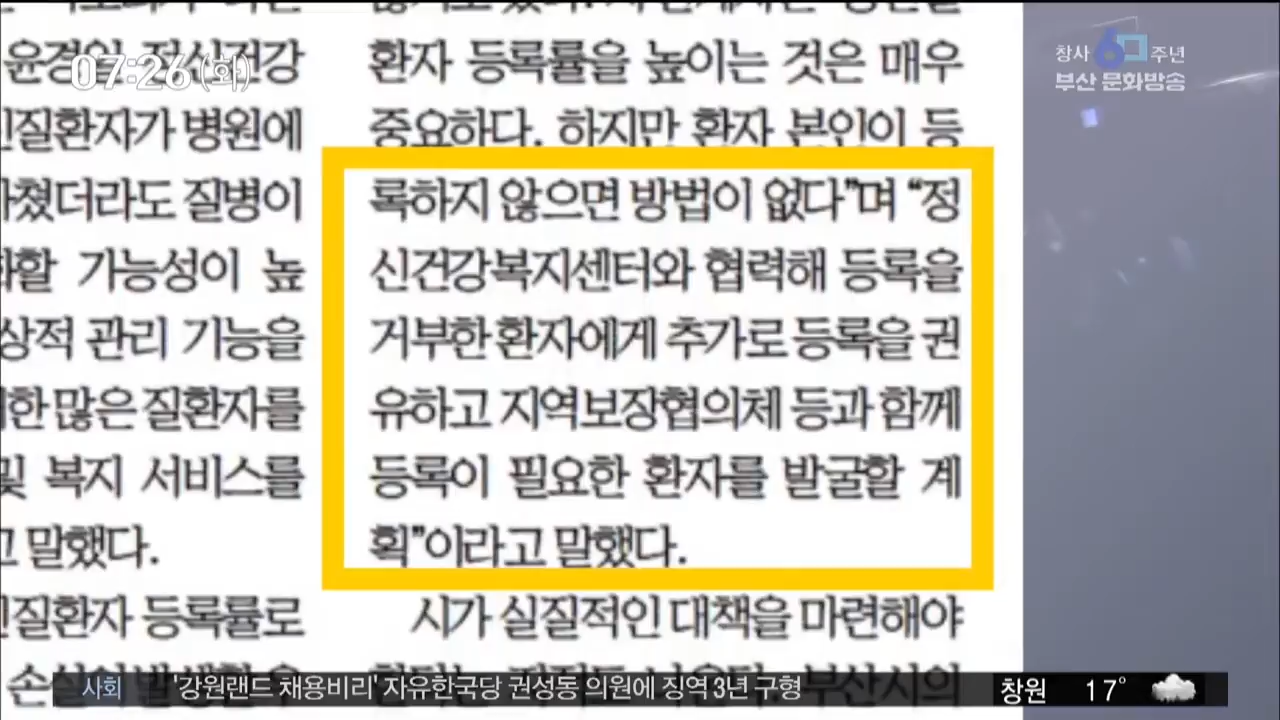 07:26 (화)
창사 60 주년
부산 문화방송
정신건강
질환자가 병원에
졌더라도 질병이
할 가능성이 높
상적 관리 기능을
한 많은 질환자를
및 복지 서비스를
고 말했다.
질환자 등록률로
환자 등록률을 높이는 것은 매우
중요하다. 하지만 환자 본인이 등
록하지 않으면 방법이 없다”며 “정
신건강복지센터와 협력해 등록을
거부한 환자에게 추가로 등록을 권
유하고 지역보장협의체 등과 함께
등록이 필요한 환자를 발굴할 계
획”이라고 말했다.
시가 실질적인 대책을 마련해야
부산시의
사회 '강원랜드 채용비리' 자유한국당 권성동 의원에 징역 3년 구형
창원 17°